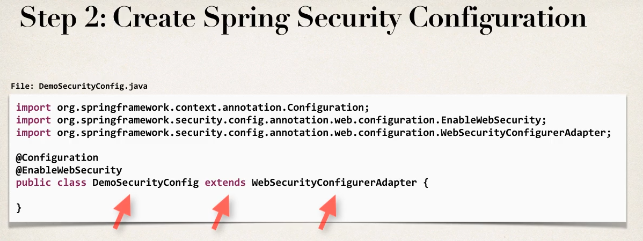 Step 2: Create Spring Security Configuration
File: DemoSecurityConfig.java
import org.springframework.context.annotation.Configuration;
import org.springframework.security.config.annotation.web.configuration.EnableWebSecurity;
import org.springframework.security.config.annotation.web.configuration.WebSecurityConfigurerAdapter;
@Configuration
@EnableWebSecurity
public class DemoSecurityConfig extends WebSecurityConfigurerAdapter {
}